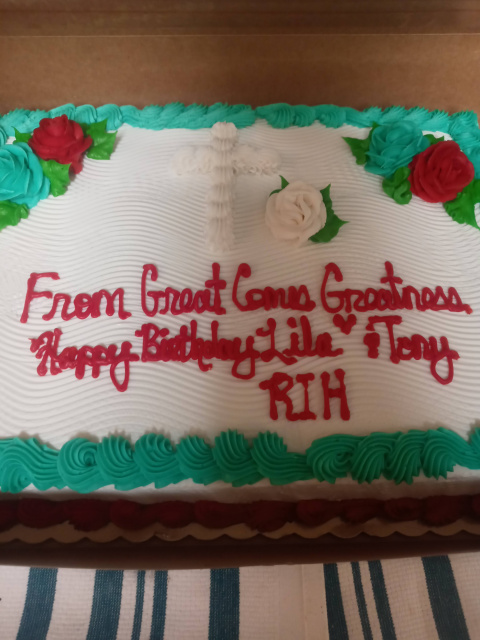 From Great Comes Greatness
"Happy Birthday Lila ♥ & Tony
RIH